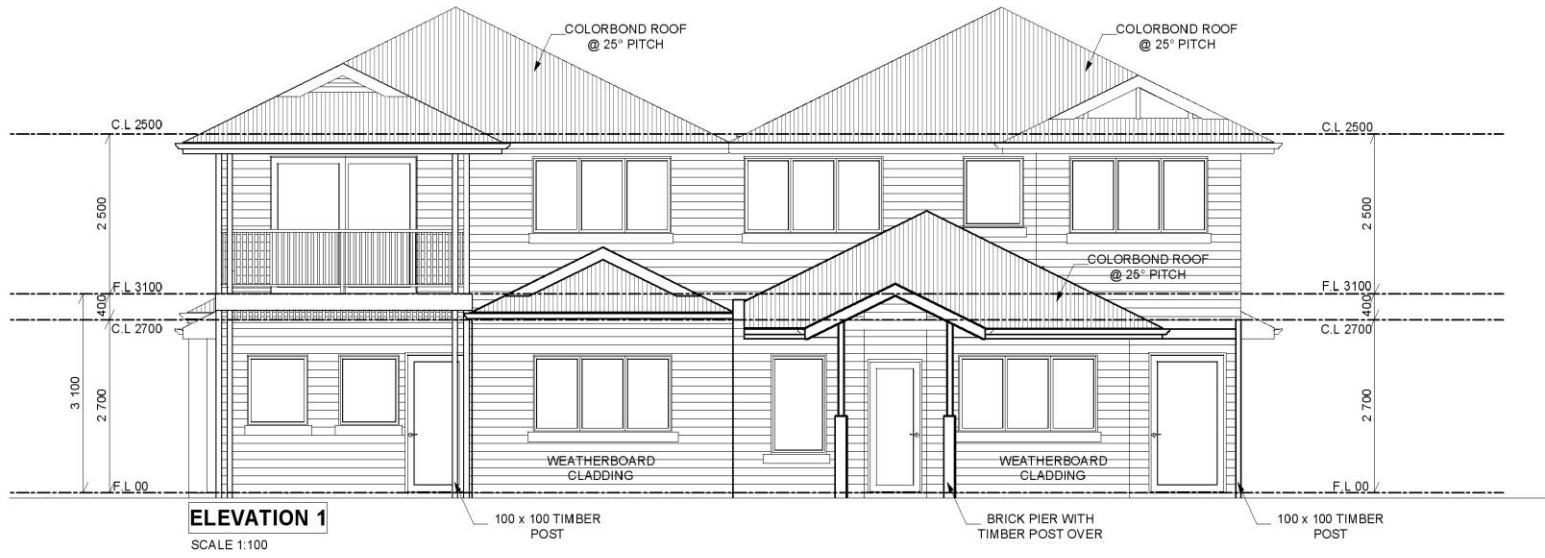 COLORBOND ROOF
@ 25° PITCH
COLORBOND ROOF
@ 25° PITCH
C.L 2500
C.L 2500
2 500
2 500
COLORBOND ROOF
@ 25° PITCH
F.L 3100
F.L 3100
400
400
C.L 2700
C.L 2700
3 100
2 700
2 700
WEATHERBOARD
CLADDING
WEATHERBOARD
CLADDING
F.L 00
F.L 00
ELEVATION 1
SCALE 1:100
100 x 100 TIMBER
POST
BRICK PIER WITH
TIMBER POST OVER
100 x 100 TIMBER
POST